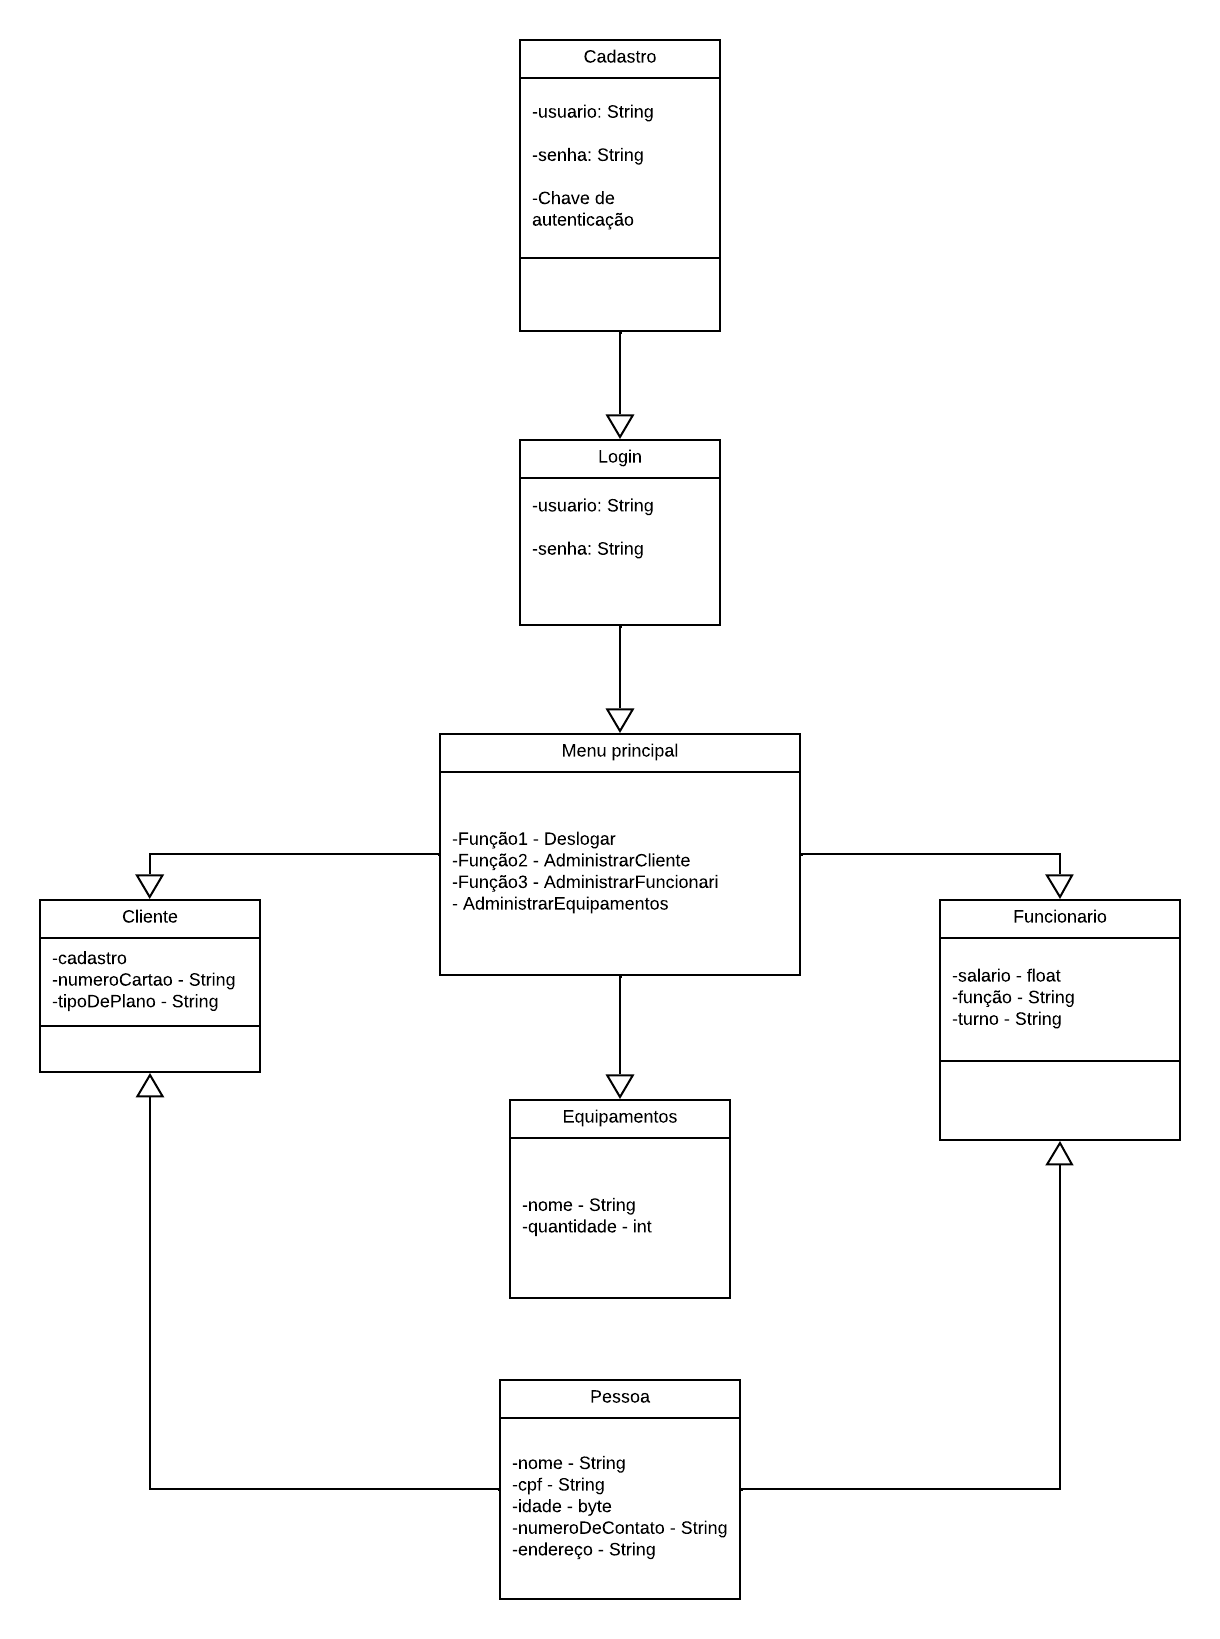 Cadastro
-usuario: String
-senha: String
-Chave de
autenticação
Login
-usuario: String
-senha: String
Menu principal
-Função1 - Deslogar
-Função2 - AdministrarCliente
-Função3 - AdministrarFuncionari
- AdministrarEquipamentos
Cliente
-cadastro
-numeroCartao - String
-tipoDePlano - String
Funcionario
-salario - float
-função - String
-turno - String
Equipamentos
-nome - String
-quantidade - int
Pessoa
-nome - String
-cpf - String
-idade - byte
-numeroDeContato - String
-endereço - String